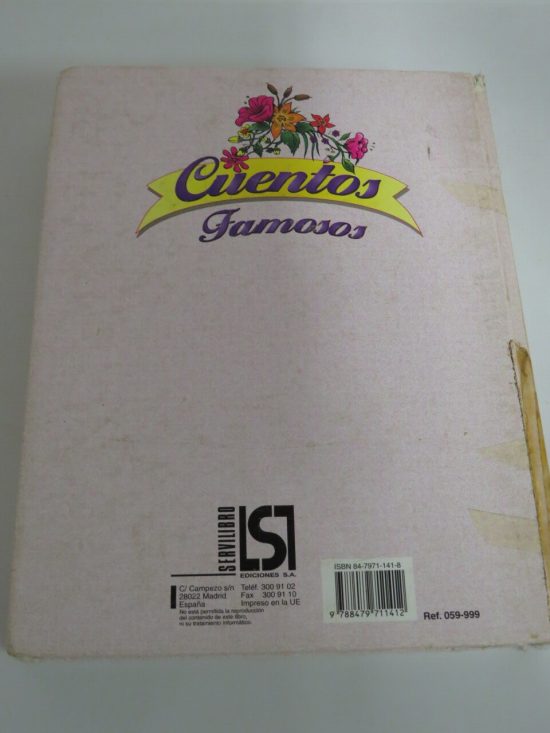 Cuentos
Famosos
SERVILIBRO
LSI
EDICIONES S.A.
C/ Campezo s/n
28022 Madrid
España
Teléf. 300 91 02
Fax 300 91 10
Impreso en la UE
No está permitida la reproducción
del contenido de este libro,
ni su tratamiento informático.
ISBN 84-7971-141-8
9 788479 711412
Ref. 059-999